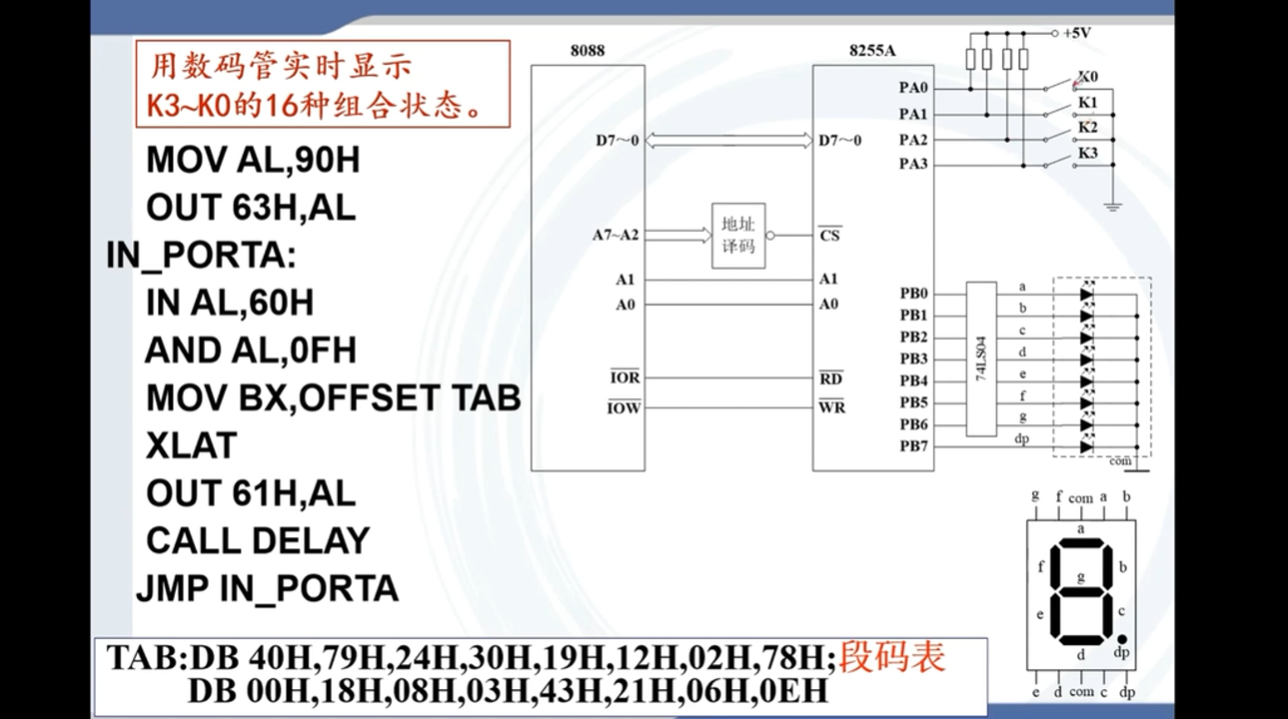 用数码管实时显示
K3~K0的16种组合状态。
MOV AL,90H
OUT 63H,AL
IN_PORTA:
IN AL,60H
AND AL,0FH
MOV BX,OFFSET TAB
XLAT
OUT 61H,AL
CALL DELAY
JMP IN_PORTA
TAB:DB 40H,79H,24H,30H,19H,12H,02H,78H;段码表
DB 00H,18H,08H,03H,43H,21H,06H,0EH
8088
D7～0
A7~A2
A1
A0
IOR
IOW
地址
译码
8255A
D7～0
CS
A1
A0
RD
WR
PA0
PA1
PA2
PA3
+5V
K0
K1
K2
K3
PB0
PB1
PB2
PB3
PB4
PB5
PB6
PB7
74LS04
a
b
c
d
e
f
g
dp
com
g f com a b
a
f b
g
e c
d dp
e d com c dp